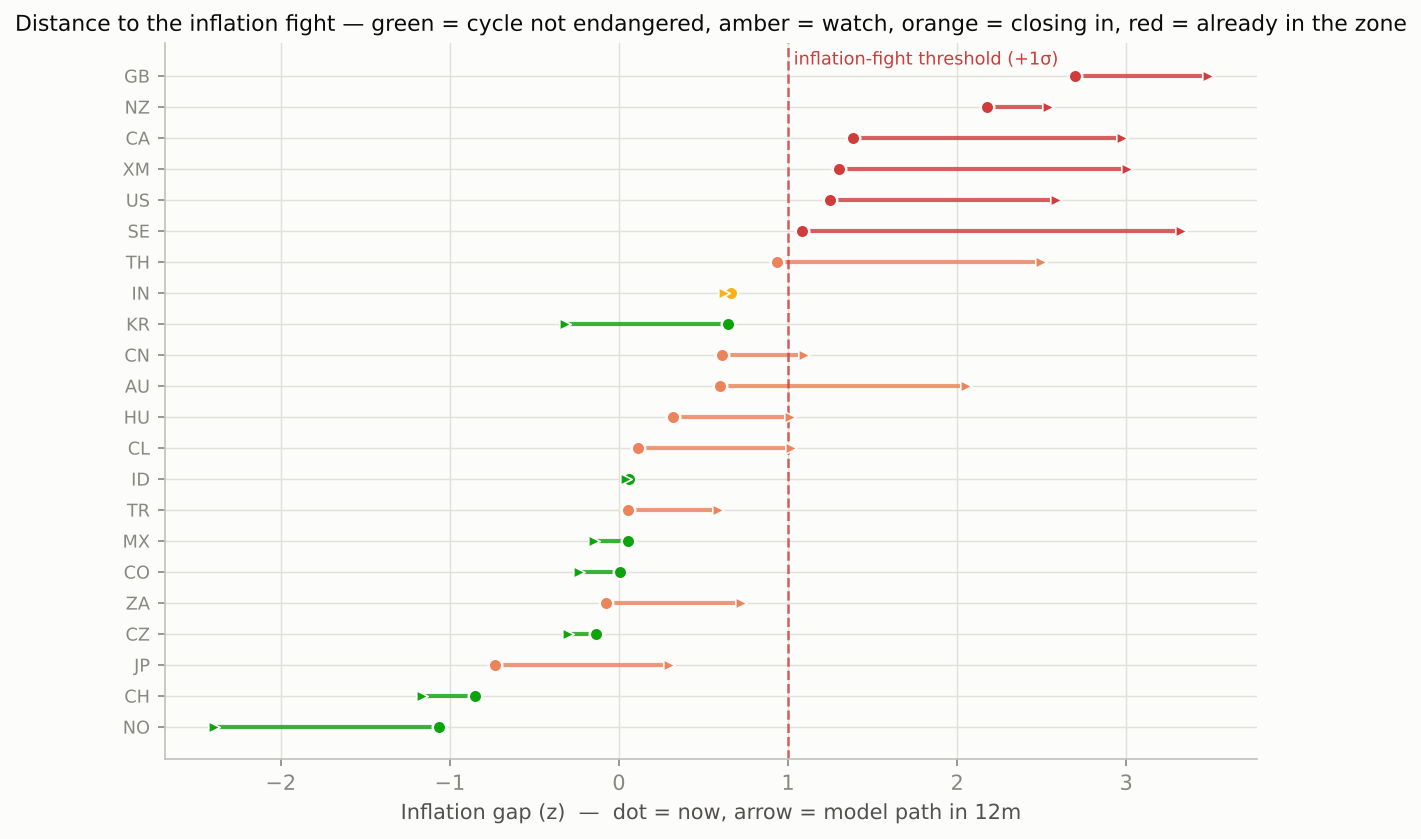 Distance to the inflation fight — green = cycle not endangered, amber = watch, orange = closing in, red = already in the zone
inflation-fight threshold (+1σ)
GB
NZ
CA
XM
US
SE
TH
IN
KR
CN
AU
HU
CL
ID
TR
MX
CO
ZA
CZ
JP
CH
NO
−2 −1 0 1 2 3
Inflation gap (z) — dot = now, arrow = model path in 12m